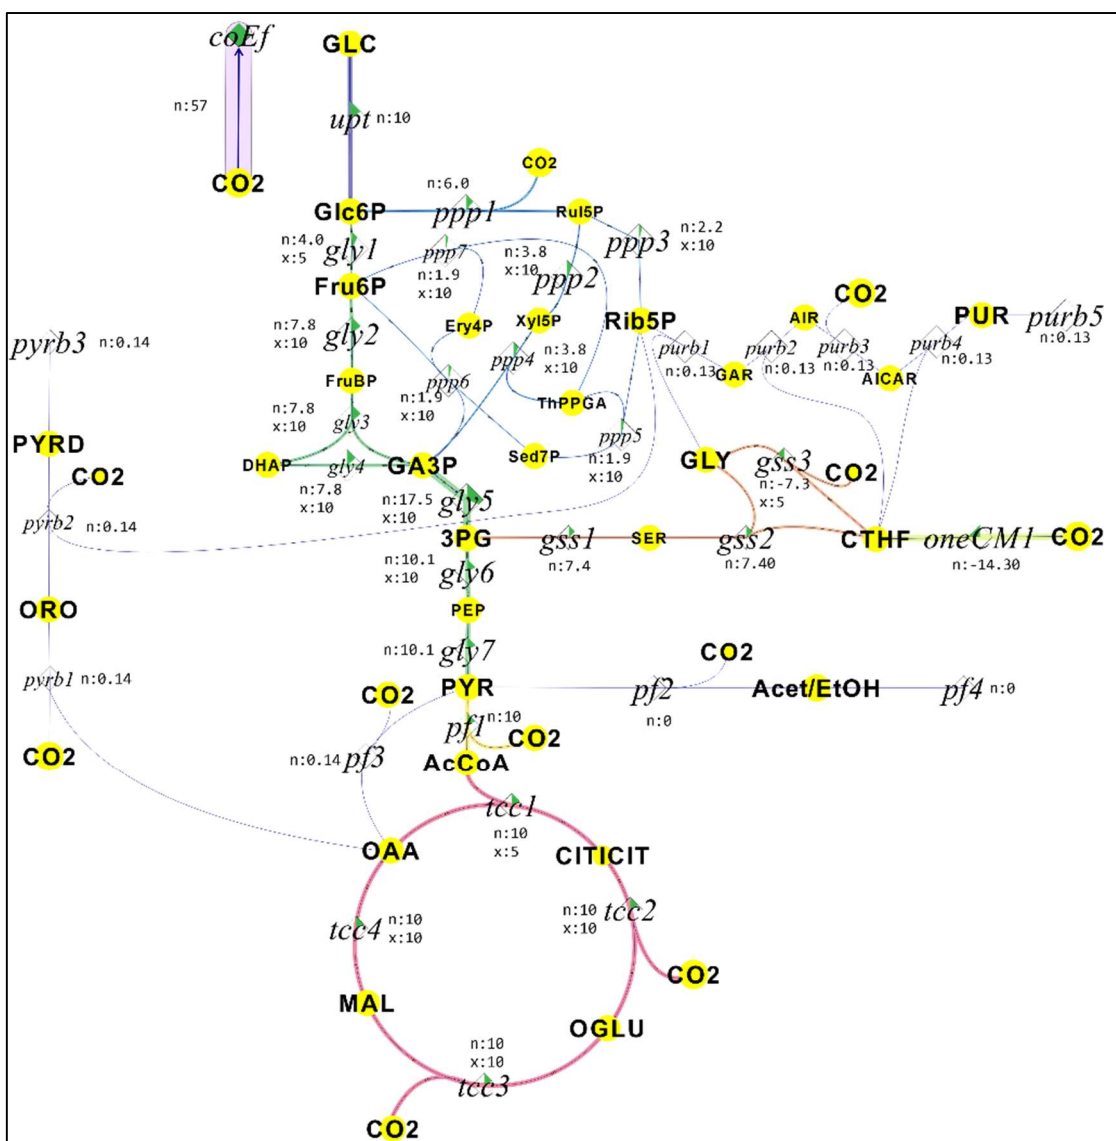 coEf
GLC
n:57
upt n:10
CO2
CO2
n:6.0
Glc6P ppp1 Rul5P
n:4.0
x:5
gly1
ppp7
n:1.9
x:10
n:3.8
x:10
ppp2
ppp3
n:2.2
x:10
Fru6P
CO2
AIR
Ery4P
Xyl5P
Rib5P
PUR
purb5
n:0.13
pyrb3 n:0.14
n:7.8
x:10
gly2
ppp4
n:3.8
x:10
purb1
n:0.13
purb2
n:0.13
purb3
n:0.13
purb4
n:0.13
GAR
AICAR
FruBP
ppp6
n:1.9
x:10
ThPPGA
n:7.8
x:10
gly3
ppp5
n:1.9
x:10
PYRD
CO2
DHAP
gly4
n:7.8
x:10
GA3P
Sed7P
GLY
gss3
n:-7.3
x:5
CO2
n:17.5
x:10
gly5
pyrb2 n:0.14
3PG
gss1
n:7.4
SER
gss2
n:7.40
CTHF
oneCM1
n:-14.30
CO2
n:10.1
x:10
gly6
ORO
PEP
n:10.1 gly7
pyrb1 n:0.14
CO2
CO2
PYR
pf2
n:0
Acet/EtOH
pf4 n:0
pf1 n:10
CO2
CO2
n:0.14 pf3
AcCoA
tcc1
n:10
x:5
OAA
CITICIT
n:10
x:10
tcc2
tcc4
n:10
x:10
CO2
MAL
OGLU
n:10
x:10
tcc3
CO2